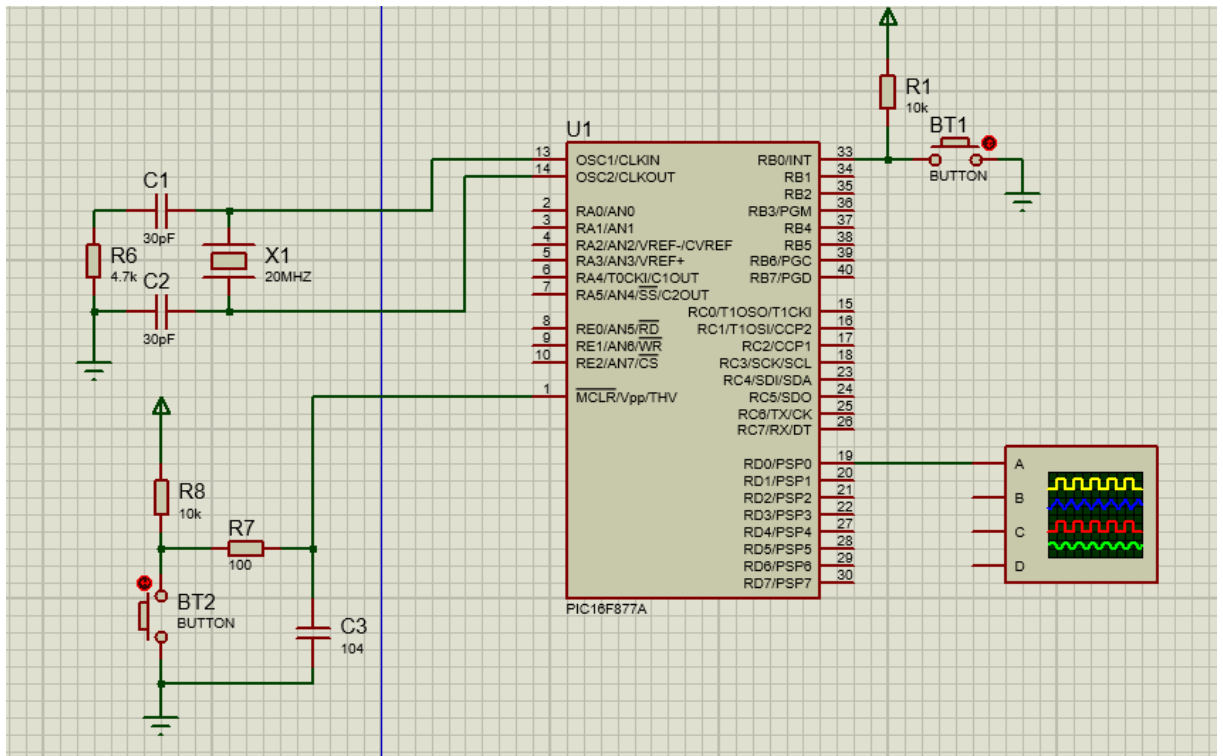 R1
10k
BT1
BUTTON
U1
13 OSC1/CLKIN
14 OSC2/CLKOUT
2 RA0/AN0
3 RA1/AN1
4 RA2/AN2/VREF-/CVREF
5 RA3/AN3/VREF+
6 RA4/T0CKI/C1OUT
7 RA5/AN4/SS/C2OUT
8 RE0/AN5/RD
9 RE1/AN6/WR
10 RE2/AN7/CS
1 MCLR/Vpp/THV
RB0/INT 33
RB1 34
RB2 35
RB3/PGM 36
RB4 37
RB5 38
RB6/PGC 39
RB7/PGD 40
RC0/T1OSO/T1CKI 15
RC1/T1OSI/CCP2 16
RC2/CCP1 17
RC3/SCK/SCL 18
RC4/SDI/SDA 23
RC5/SDO 24
RC6/TX/CK 25
RC7/RX/DT 26
RD0/PSP0 19
RD1/PSP1 20
RD2/PSP2 21
RD3/PSP3 22
RD4/PSP4 27
RD5/PSP5 28
RD6/PSP6 29
RD7/PSP7 30
PIC16F877A
C1
30pF
R6
4.7k
X1
20MHZ
C2
30pF
R8
10k
R7
100
BT2
BUTTON
C3
104
A
B
C
D